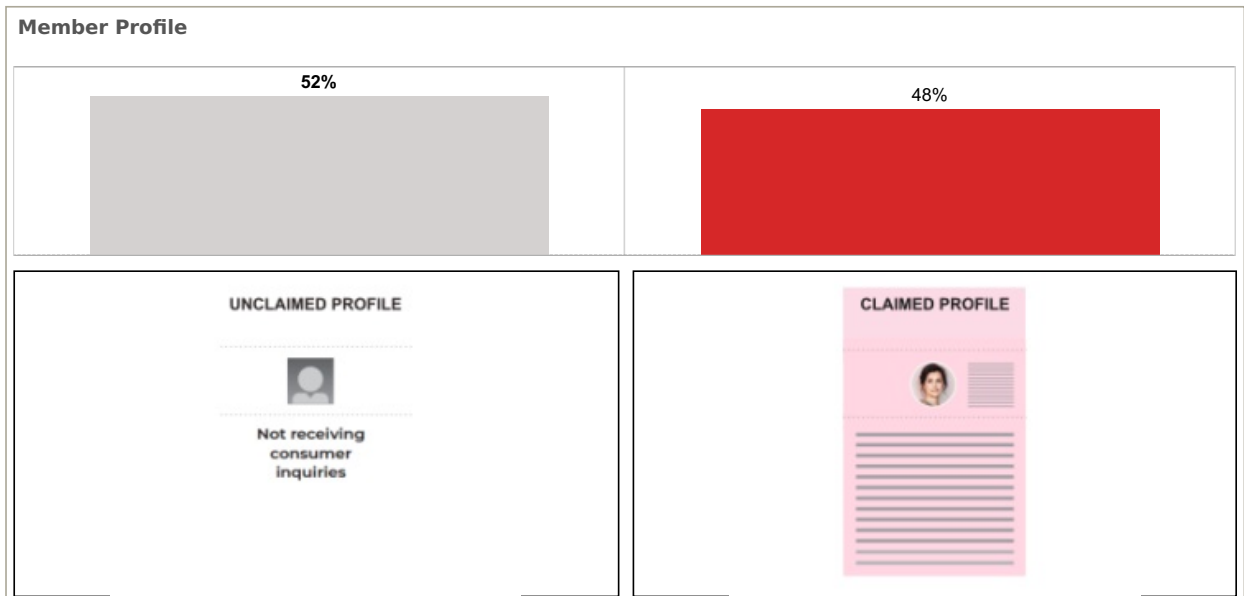 Member Profile
52%
48%
UNCLAIMED PROFILE
Not receiving
consumer
inquiries
CLAIMED PROFILE